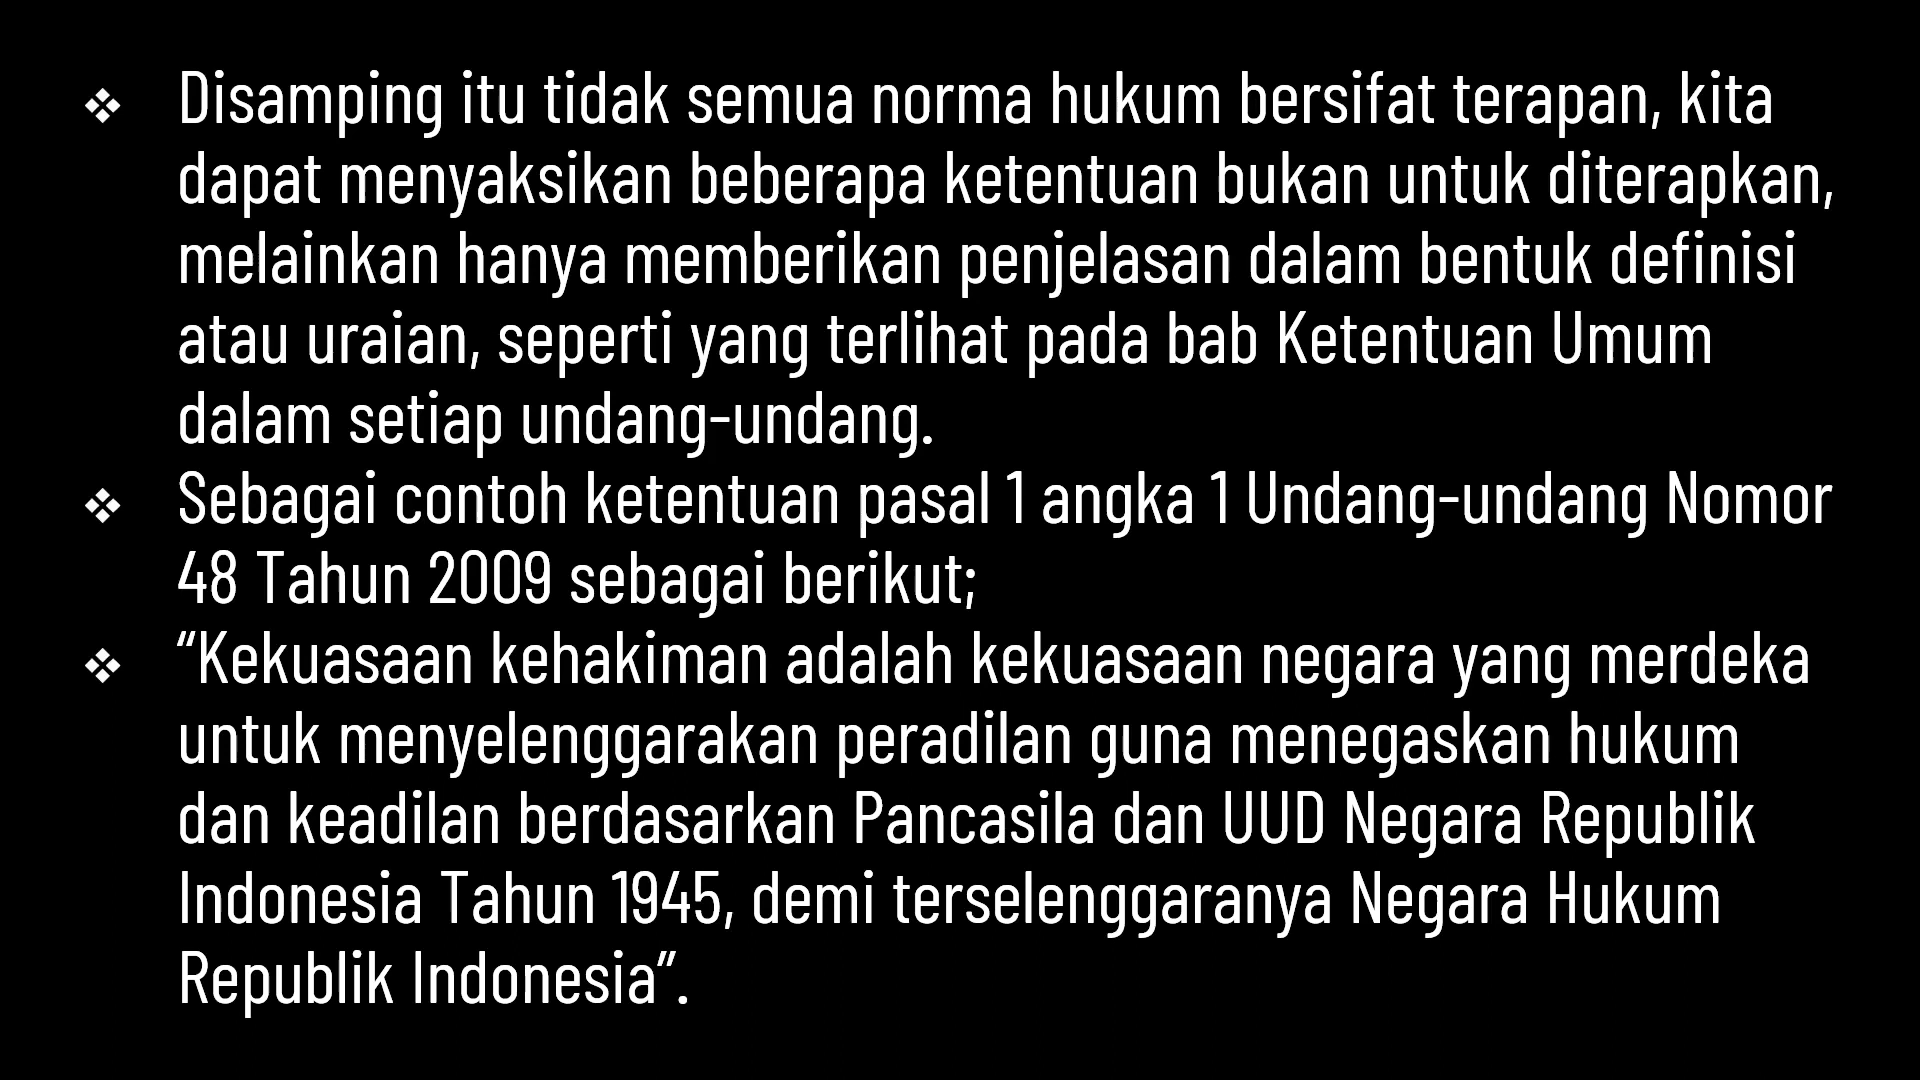 ❖ Disamping itu tidak semua norma hukum bersifat terapan, kita
dapat menyaksikan beberapa ketentuan bukan untuk diterapkan,
melainkan hanya memberikan penjelasan dalam bentuk definisi
atau uraian, seperti yang terlihat pada bab Ketentuan Umum
dalam setiap undang-undang.
❖ Sebagai contoh ketentuan pasal 1 angka 1 Undang-undang Nomor
48 Tahun 2009 sebagai berikut;
❖ “Kekuasaan kehakiman adalah kekuasaan negara yang merdeka
untuk menyelenggarakan peradilan guna menegaskan hukum
dan keadilan berdasarkan Pancasila dan UUD Negara Republik
Indonesia Tahun 1945, demi terselenggaranya Negara Hukum
Republik Indonesia”.